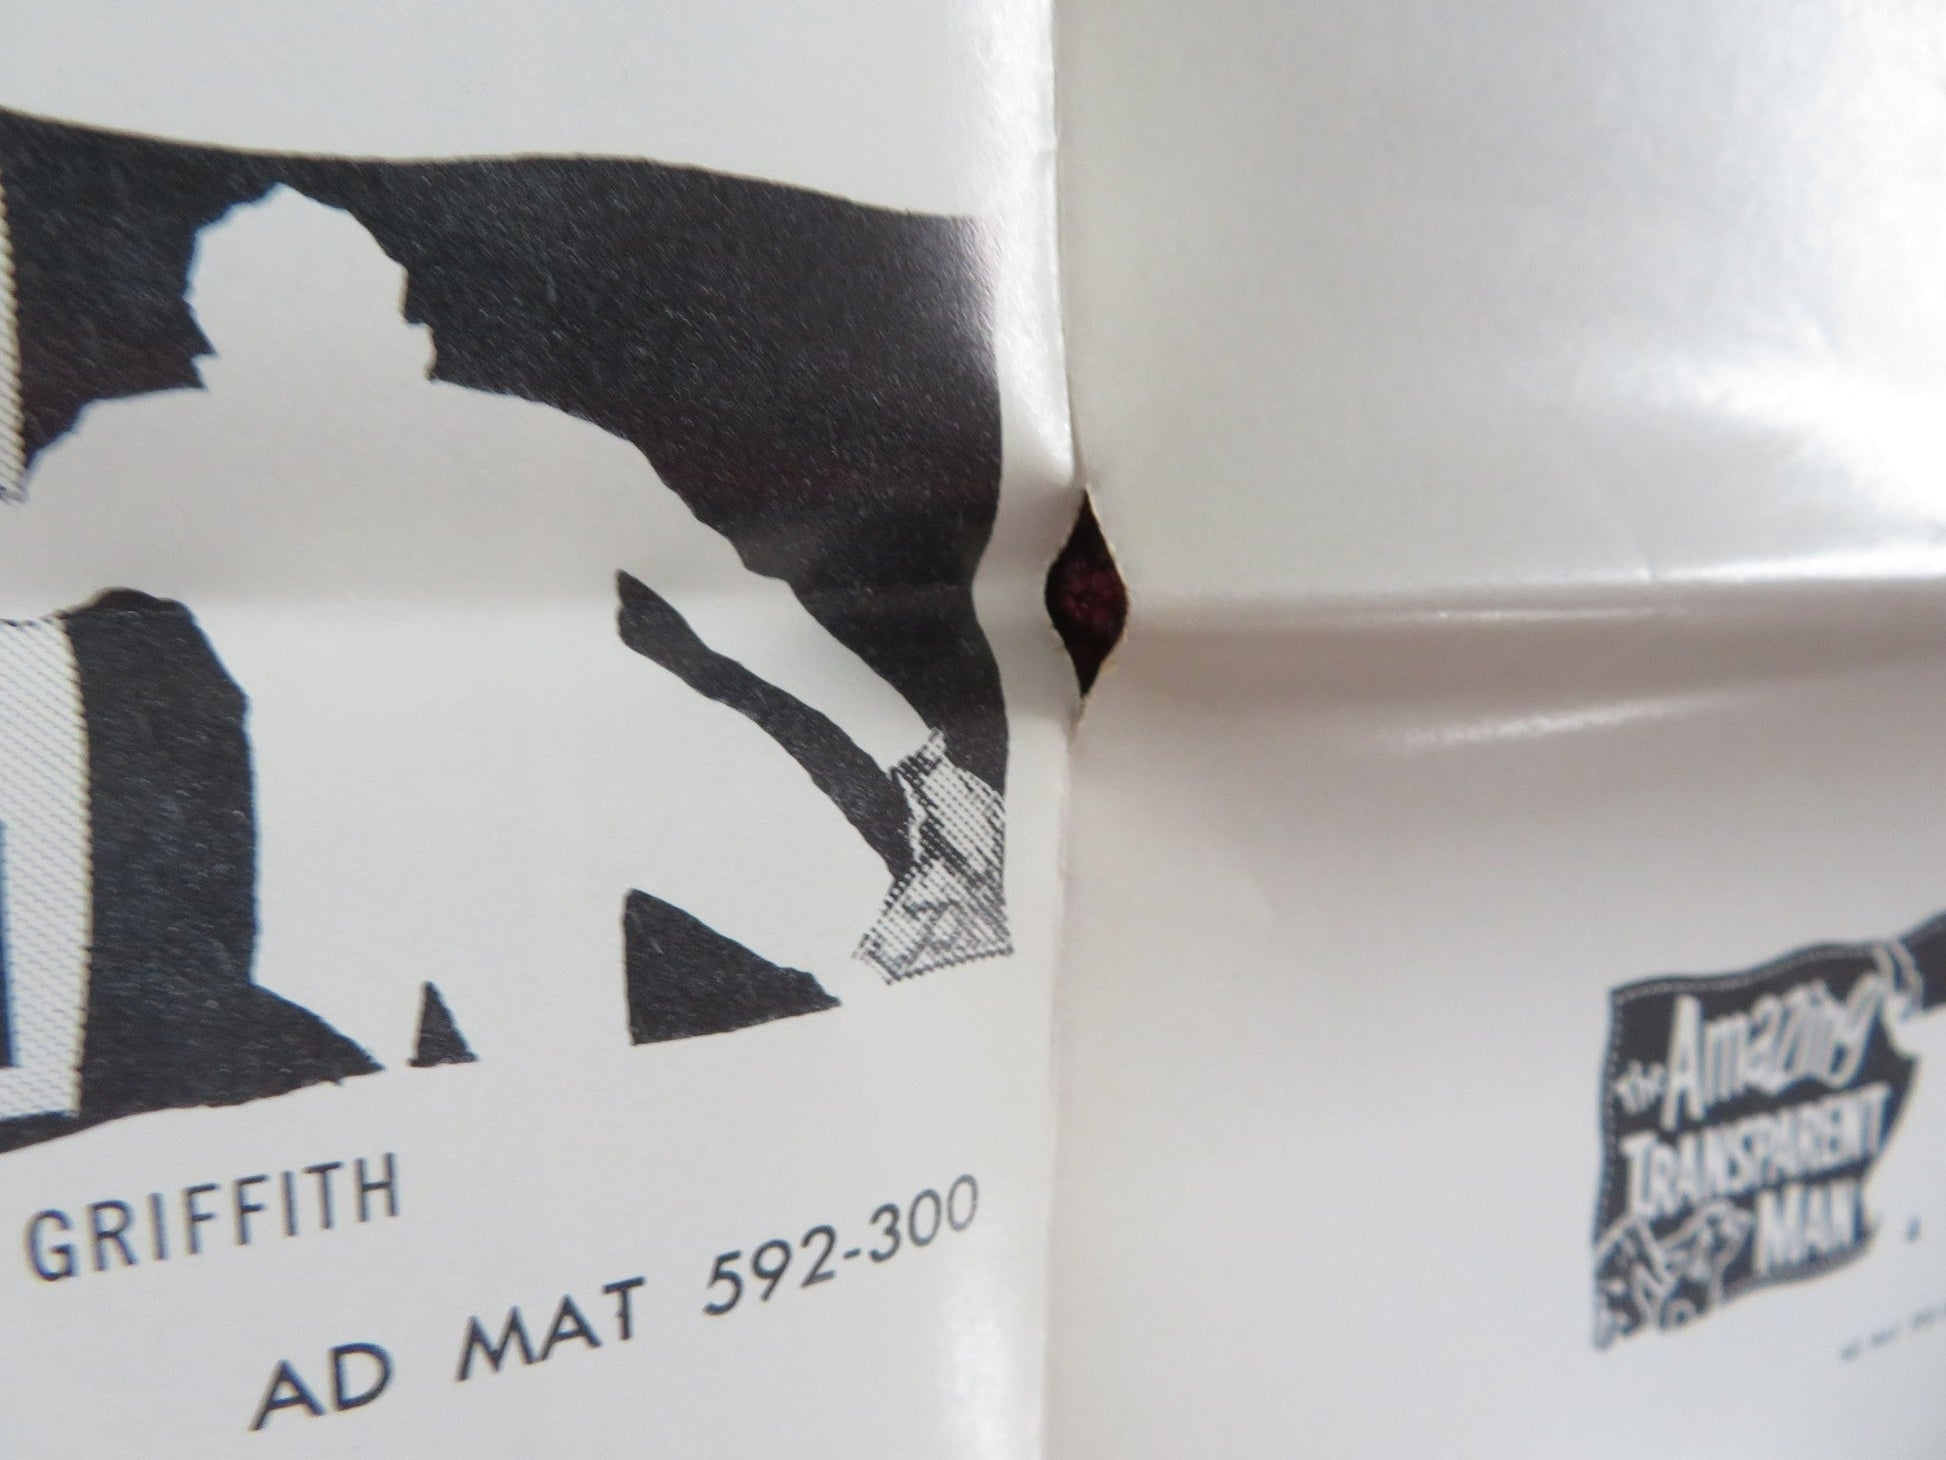 GRIFFITH
AD MAT 592-300
the Amazing
TRANSPARENT
MAN